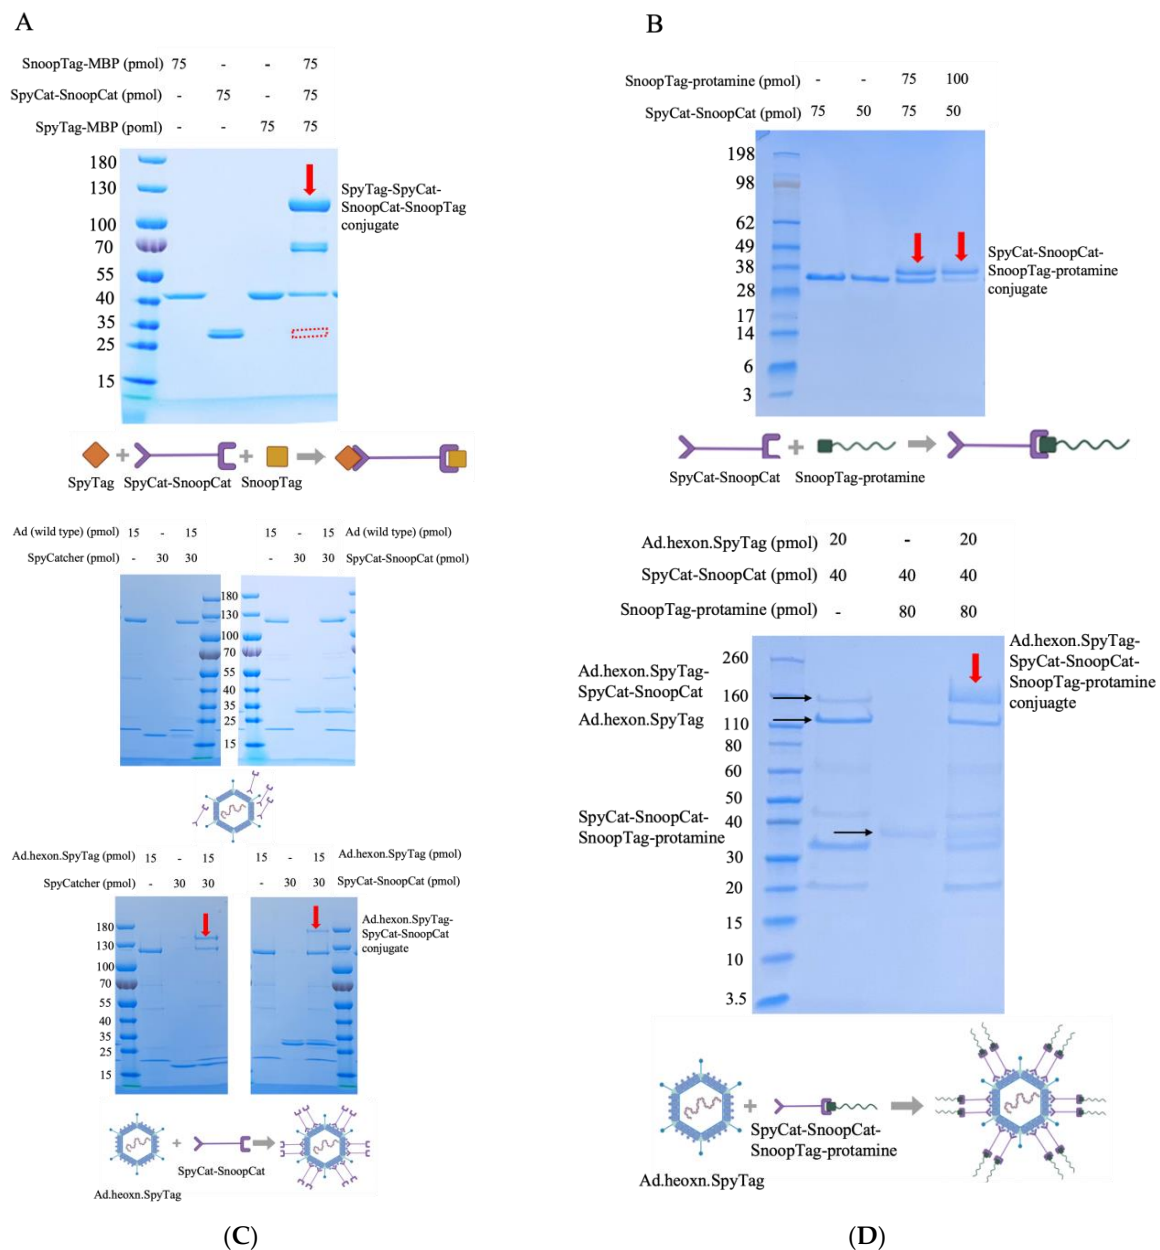 A
SnoopTag-MBP (pmol) 75 - - 75
SpyCat-SnoopCat (pmol) - 75 - 75
SpyTag-MBP (poml) - - 75 75
180
130
100
70
55
40
35
25
15
SpyTag-SpyCat-
SnoopCat-SnoopTag
conjugate
SpyTag SpyCat-SnoopCat SnoopTag
B
SnoopTag-protamine (pmol) - - 75 100
SpyCat-SnoopCat (pmol) 75 50 75 50
198
98
62
49
38
28
17
14
6
3
SpyCat-SnoopCat-
SnoopTag-protamine
conjugate
SpyCat-SnoopCat SnoopTag-protamine
Ad (wild type) (pmol) 15 - 15
SpyCatcher (pmol) - 30 30
15 - 15 Ad (wild type) (pmol)
- 30 30 SpyCat-SnoopCat (pmol)
180
130
100
70
55
40
35
25
15
Ad.hexon.SpyTag (pmol) 15 - 15
SpyCatcher (pmol) - 30 30
15 - 15 Ad.hexon.SpyTag (pmol)
- 30 30 SpyCat-SnoopCat (pmol)
180
130
100
70
55
40
35
25
15
Ad.hexon.SpyTag-
SpyCat-SnoopCat
conjugate
SpyCat-SnoopCat
Ad.heoxn.SpyTag
(C)
Ad.hexon.SpyTag (pmol) 20 - 20
SpyCat-SnoopCat (pmol) 40 40 40
SnoopTag-protamine (pmol) - 80 80
Ad.hexon.SpyTag-
SpyCat-SnoopCat
Ad.hexon.SpyTag
SpyCat-SnoopCat-
SnoopTag-protamine
260
160
110
80
60
50
40
30
20
15
10
3.5
Ad.hexon.SpyTag-
SpyCat-SnoopCat-
SnoopTag-protamine
conjuagte
SpyCat-SnoopCat-
SnoopTag-protamine
Ad.heoxn.SpyTag
(D)